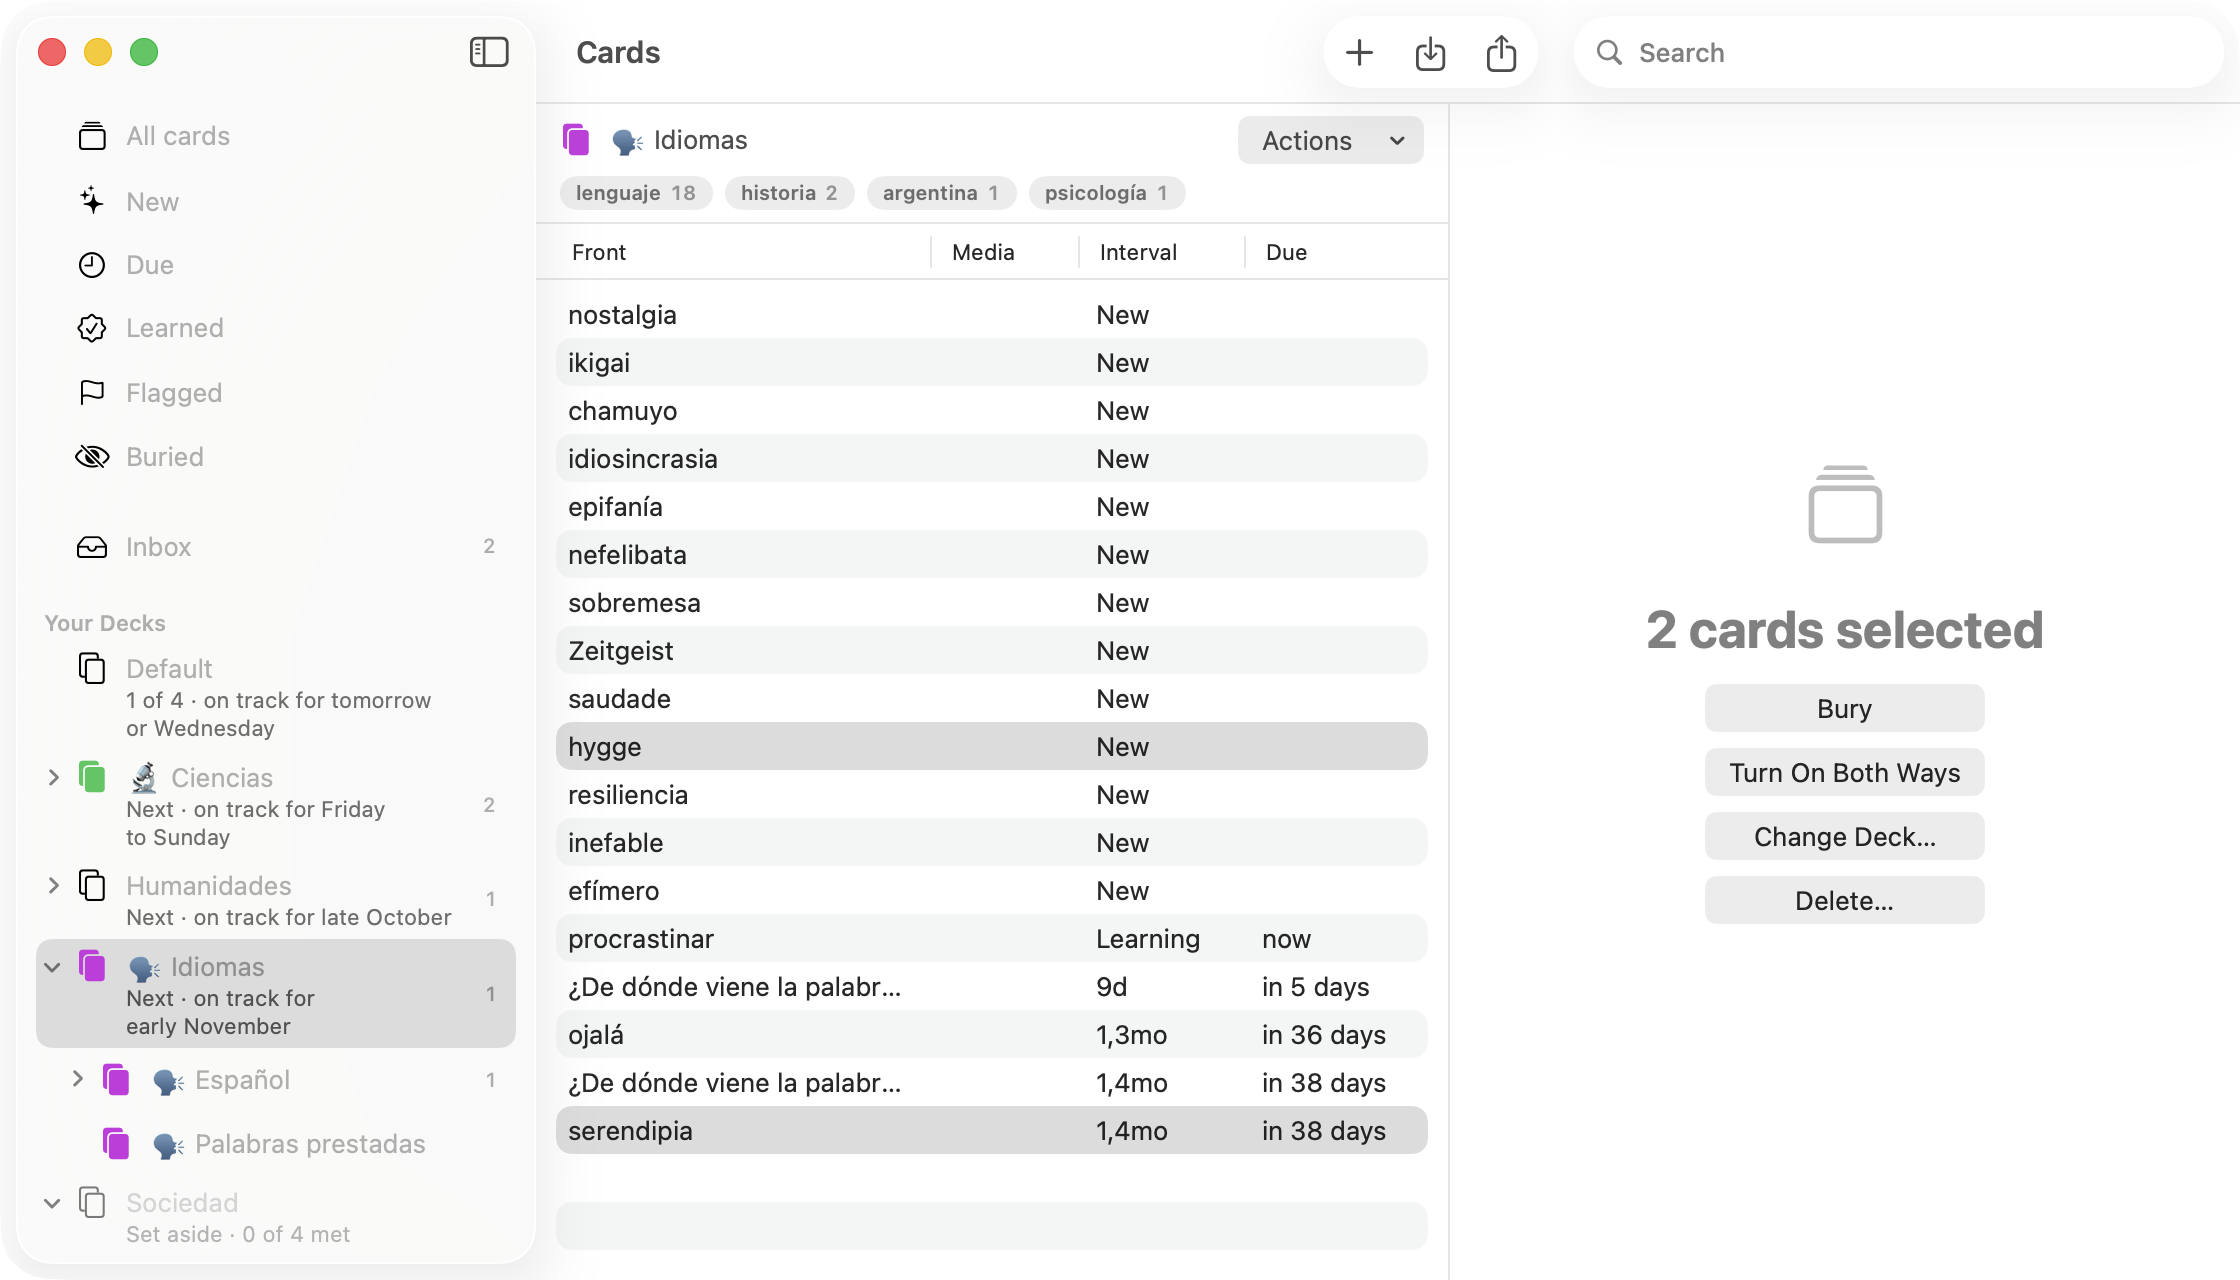 All cards
New
Due
Learned
Flagged
Buried
Inbox 2
Your Decks
Default
1 of 4 · on track for tomorrow
or Wednesday
Ciencias
Next · on track for Friday
to Sunday
2
Humanidades
Next · on track for late October
1
Idiomas
Next · on track for
early November
1
Español 1
Palabras prestadas
Sociedad
Set aside · 0 of 4 met
Cards
Search
Idiomas
Actions
lenguaje 18 historia 2 argentina 1 psicología 1
Front Media Interval Due
nostalgia New
ikigai New
chamuyo New
idiosincrasia New
epifanía New
nefelibata New
sobremesa New
Zeitgeist New
saudade New
hygge New
resiliencia New
inefable New
efímero New
procrastinar Learning now
¿De dónde viene la palabr... 9d in 5 days
ojalá 1,3mo in 36 days
¿De dónde viene la palabr... 1,4mo in 38 days
serendipia 1,4mo in 38 days
2 cards selected
Bury
Turn On Both Ways
Change Deck...
Delete...